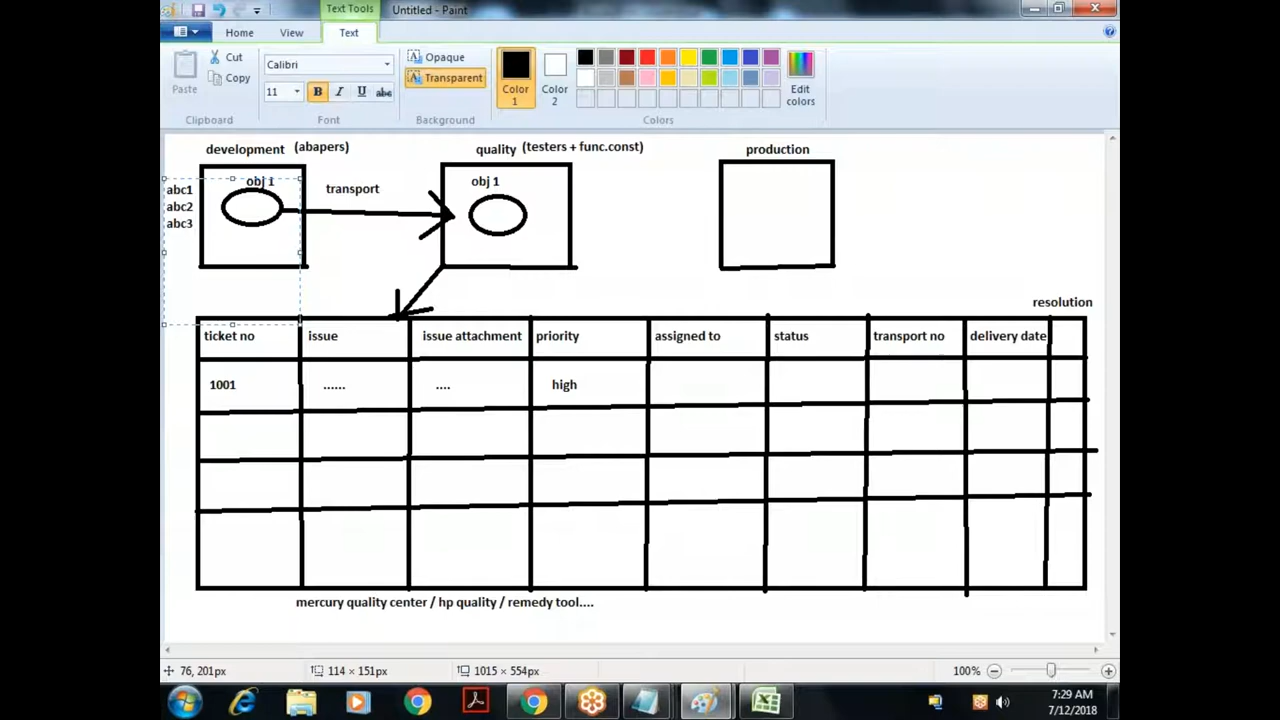 Text Tools
Untitled - Paint
Home
View
Text
Paste
Cut
Copy
Clipboard
Calibri
11
B
I
U
abc
Font
Opaque
Transparent
Background
Color
1
Color
2
Edit
colors
Colors
development
(abapers)
quality
(testers + func.const)
production
obj 1
transport
obj 1
abc1
abc2
abc3
resolution
ticket no
issue
issue attachment
priority
assigned to
status
transport no
delivery date
1001
......
....
high
mercury quality center / hp quality / remedy tool....
76, 201px
114 × 151px
1015 × 554px
100%
7:29 AM
7/12/2018